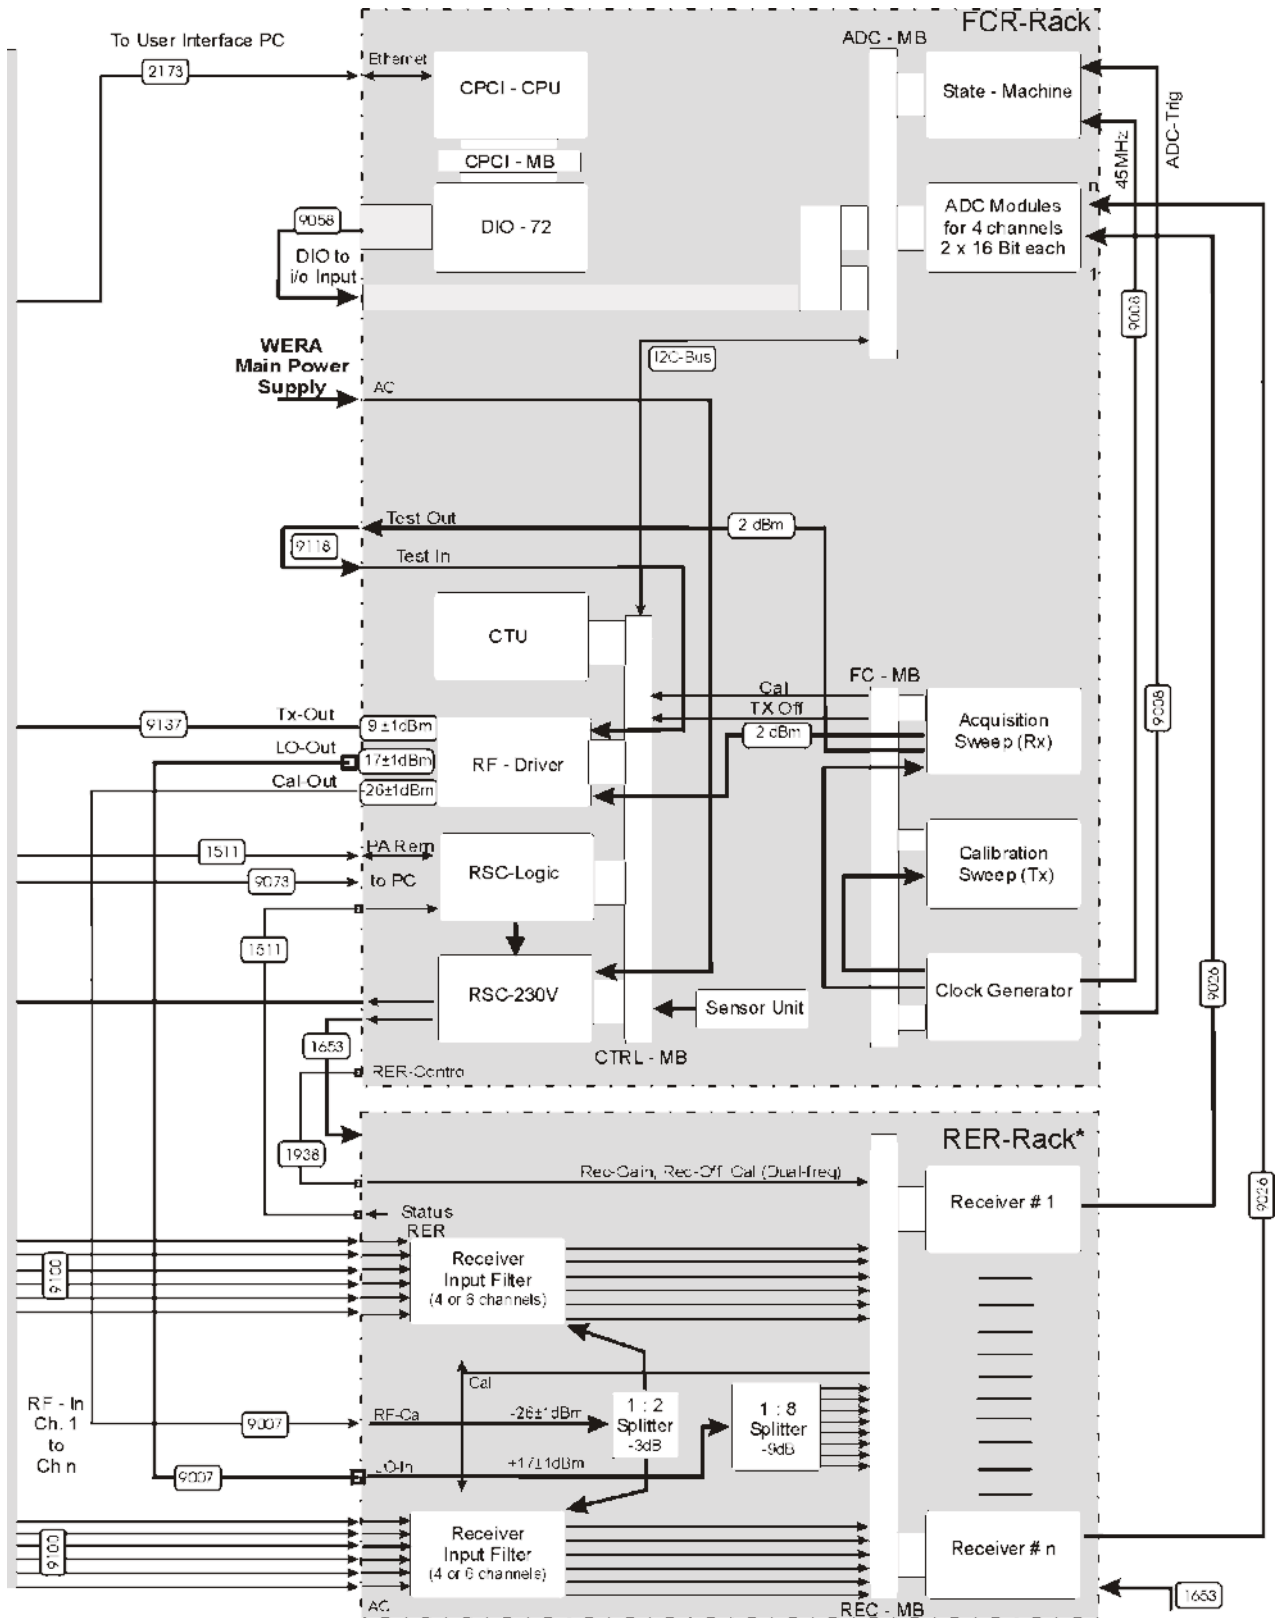 FCR-Rack
To User Interface PC
2173
Ethernet
CPCI - CPU
CPCI - MB
DIO - 72
9058
DIO to
i/o Input
ADC - MB
State - Machine
ADC Modules
for 4 channels
2 x 16 Bit each
n
1
45MHz
ADC-Trig
9008
9008
9026
9026
WERA
Main Power
Supply
AC
I2C-Bus
Test Out
2 dBm
9118
Test In
CTU
FC - MB
Cal
TX Off
2 dBm
Acquisition
Sweep (Rx)
Tx-Out
9137
9 ±1dBm
LO-Out
17±1dBm
Cal-Out
-26±1dBm
RF - Driver
1511
PA Rem
9073
to PC
RSC-Logic
1511
Calibration
Sweep (Tx)
RSC-230V
Sensor Unit
Clock Generator
1653
CTRL - MB
RER-Contro
RER-Rack*
1938
Rec-Gain, Rec-Off, Cal (Dual-freq)
Receiver # 1
Status
RER
9100
Receiver
Input Filter
(4 or 6 channels)
Cal
RF - In
Ch. 1
to
Ch n
9007
RF-Ca
-26±1dBm
1 : 2
Splitter
-3dB
1 : 8
Splitter
-9dB
9007
LO-In
+17±1dBm
9100
Receiver
Input Filter
(4 or 6 channels)
Receiver # n
AC
REC - MB
1653